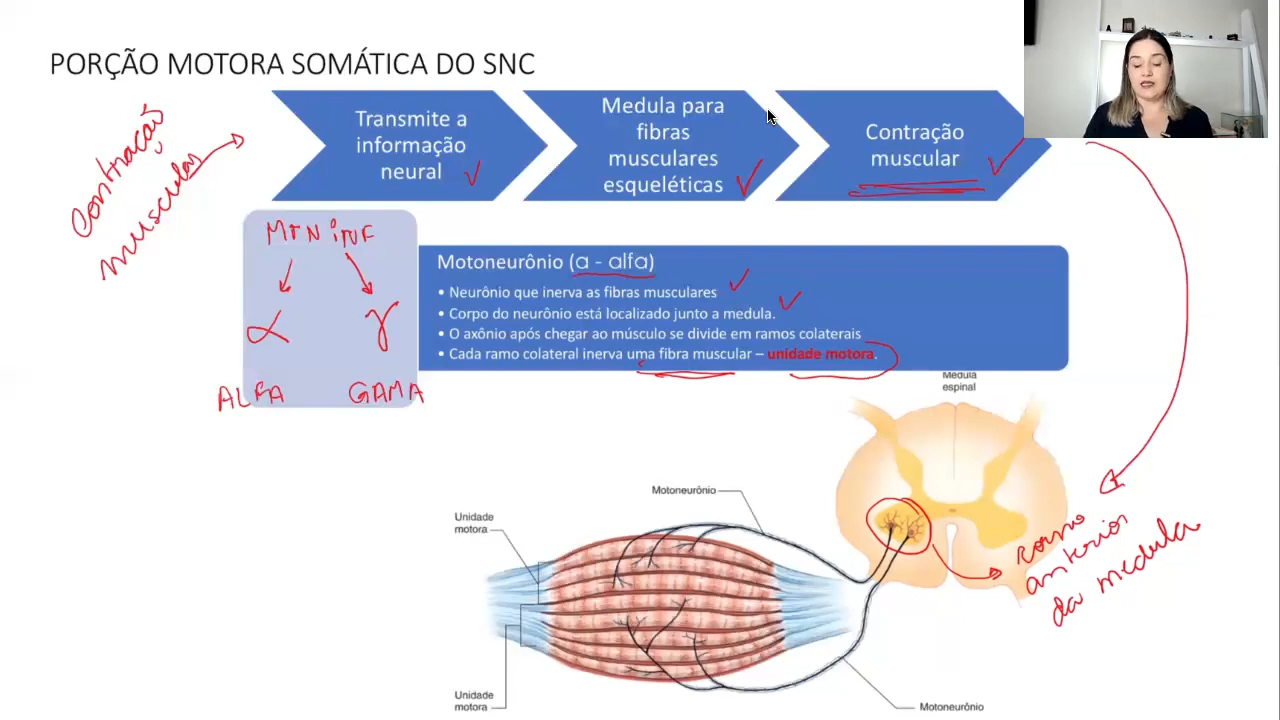 PORÇÃO MOTORA SOMÁTICA DO SNC
Contração
muscular
Transmite a
informação
neural
Medula para
fibras
musculares
esqueléticas
Contração
muscular
MTN INF
α
γ
ALFA
GAMA
Motoneurônio (a - alfa)
• Neurônio que inerva as fibras musculares
• Corpo do neurônio está localizado junto a medula.
• O axônio após chegar ao músculo se divide em ramos colaterais
• Cada ramo colateral inerva uma fibra muscular – unidade motora.
Medula
espinal
Motoneurônio
Unidade
motora
corno
anterior
da medula
Unidade
motora
Motoneurônio